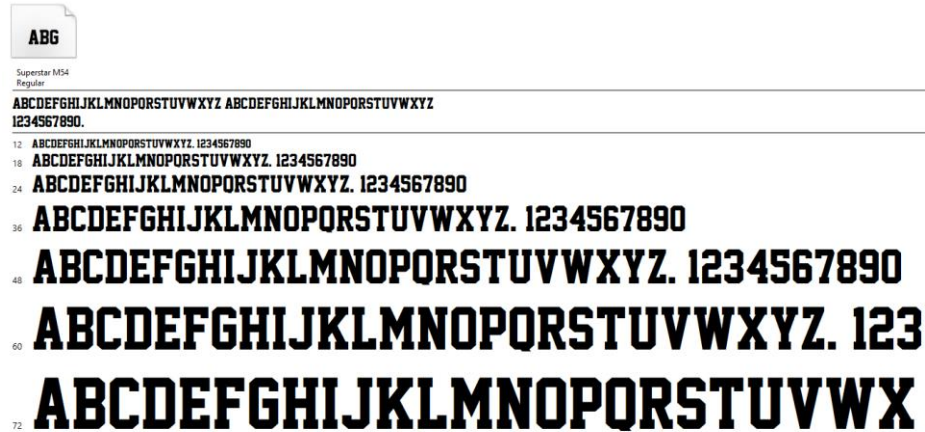 ABG
Superstar M54
Regular
ABCDEFGHIJKLMNOPQRSTUVWXYZ ABCDEFGHIJKLMNOPQRSTUVWXYZ
1234567890.
12 ABCDEFGHIJKLMNOPQRSTUVWXYZ. 1234567890
18 ABCDEFGHIJKLMNOPQRSTUVWXYZ. 1234567890
24 ABCDEFGHIJKLMNOPQRSTUVWXYZ. 1234567890
36 ABCDEFGHIJKLMNOPQRSTUVWXYZ. 1234567890
48 ABCDEFGHIJKLMNOPQRSTUVWXYZ. 1234567890
60 ABCDEFGHIJKLMNOPQRSTUVWXYZ. 123
72 ABCDEFGHIJKLMNOPQRSTUVWX